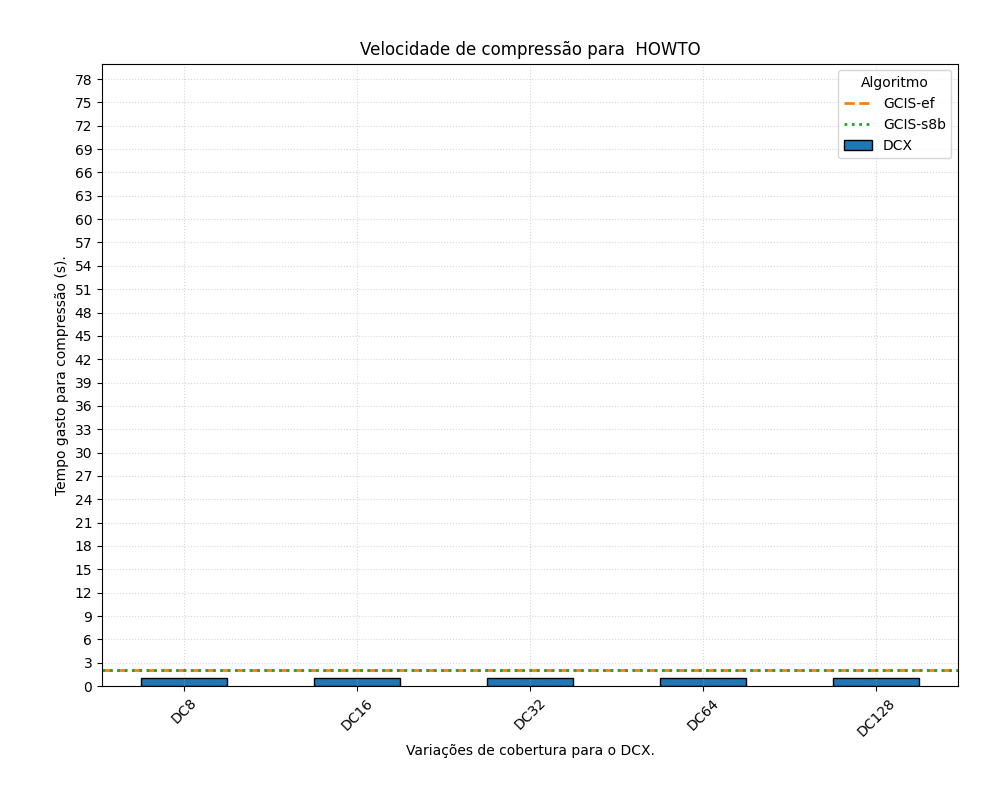 Velocidade de compressão para  HOWTO
Algoritmo
GCIS-ef
GCIS-s8b
DCX
Tempo gasto para compressão (s).
78
75
72
69
66
63
60
57
54
51
48
45
42
39
36
33
30
27
24
21
18
15
12
9
6
3
0
DC8
DC16
DC32
DC64
DC128
Variações de cobertura para o DCX.